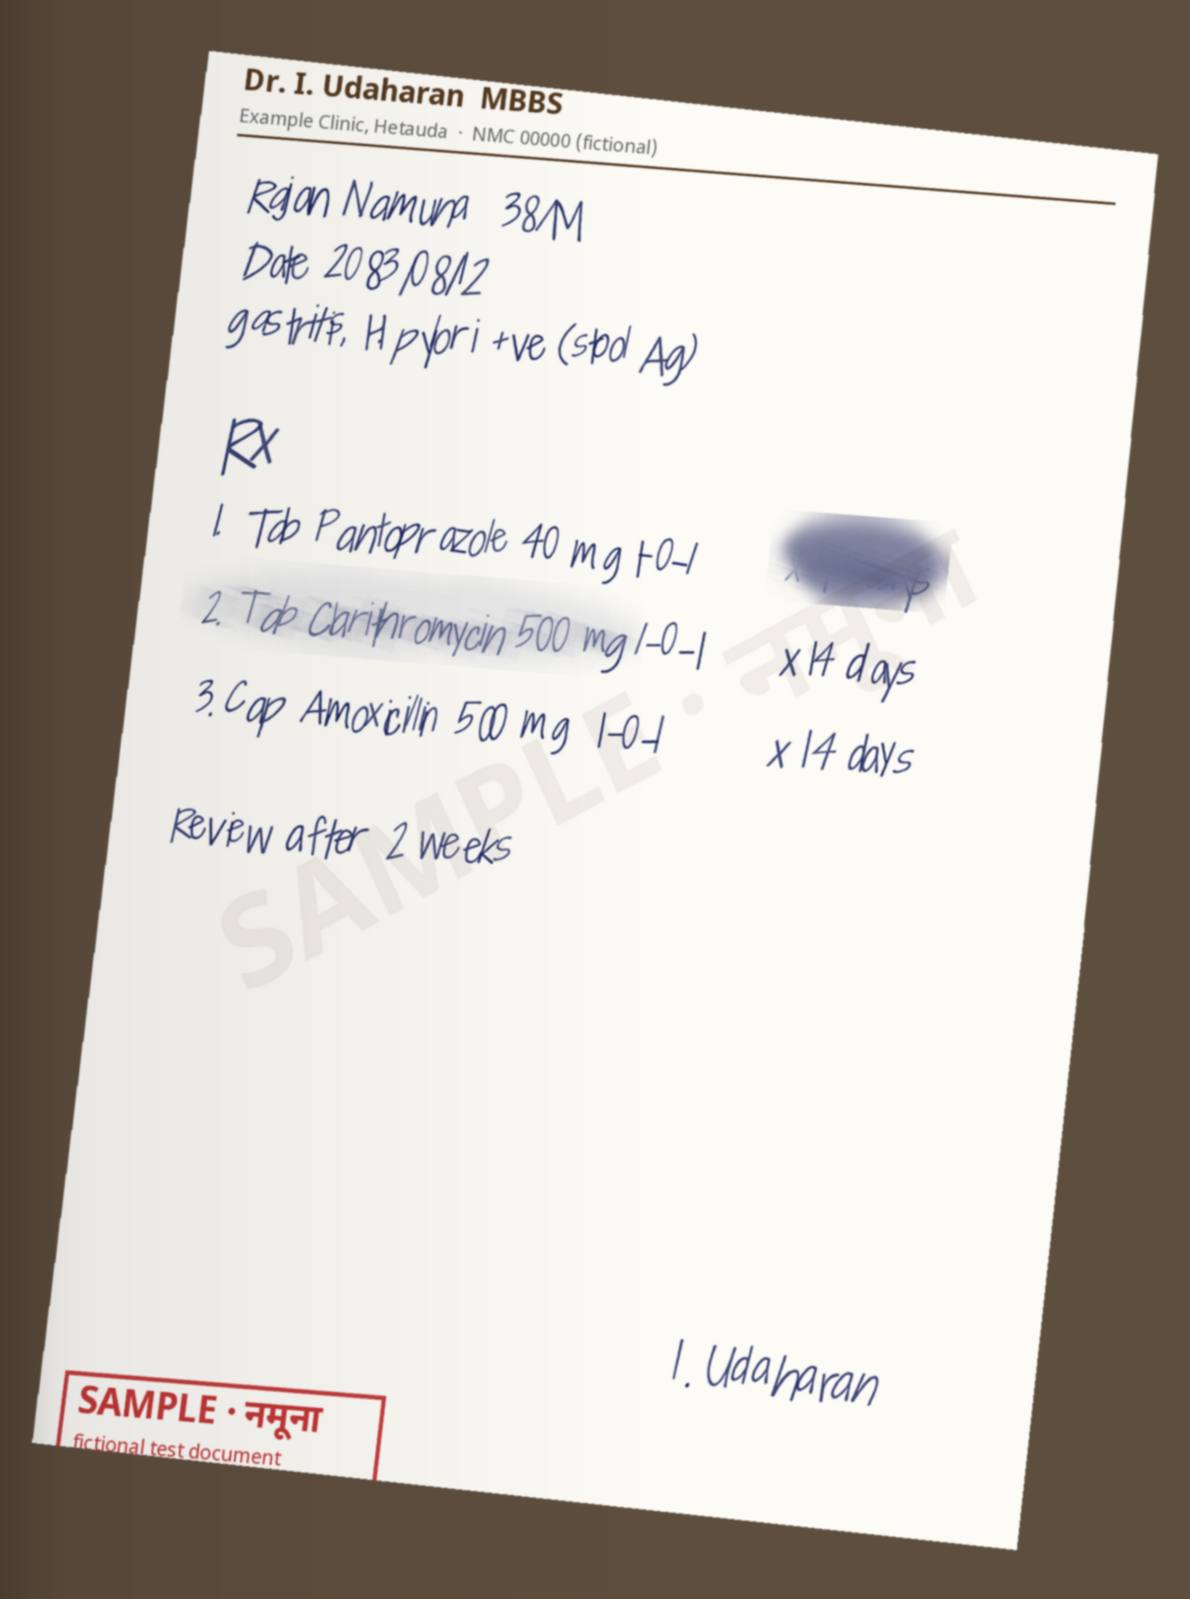 Dr. I. Udaharan MBBS
Example Clinic, Hetauda · NMC 00000 (fictional)
Rajan Namuna 38/M
Date 2083/08/12
gastritis, H pylori +ve (stool Ag)
Rx
1. Tab Pantoprazole 40 mg 1-0-1
2. Tab Clarithromycin 500 mg 1-0-1 x 14 days
3. Cap Amoxicillin 500 mg 1-0-1 x 14 days
Review after 2 weeks
SAMPLE · नमूना
I. Udaharan
SAMPLE · नमूना
fictional test document